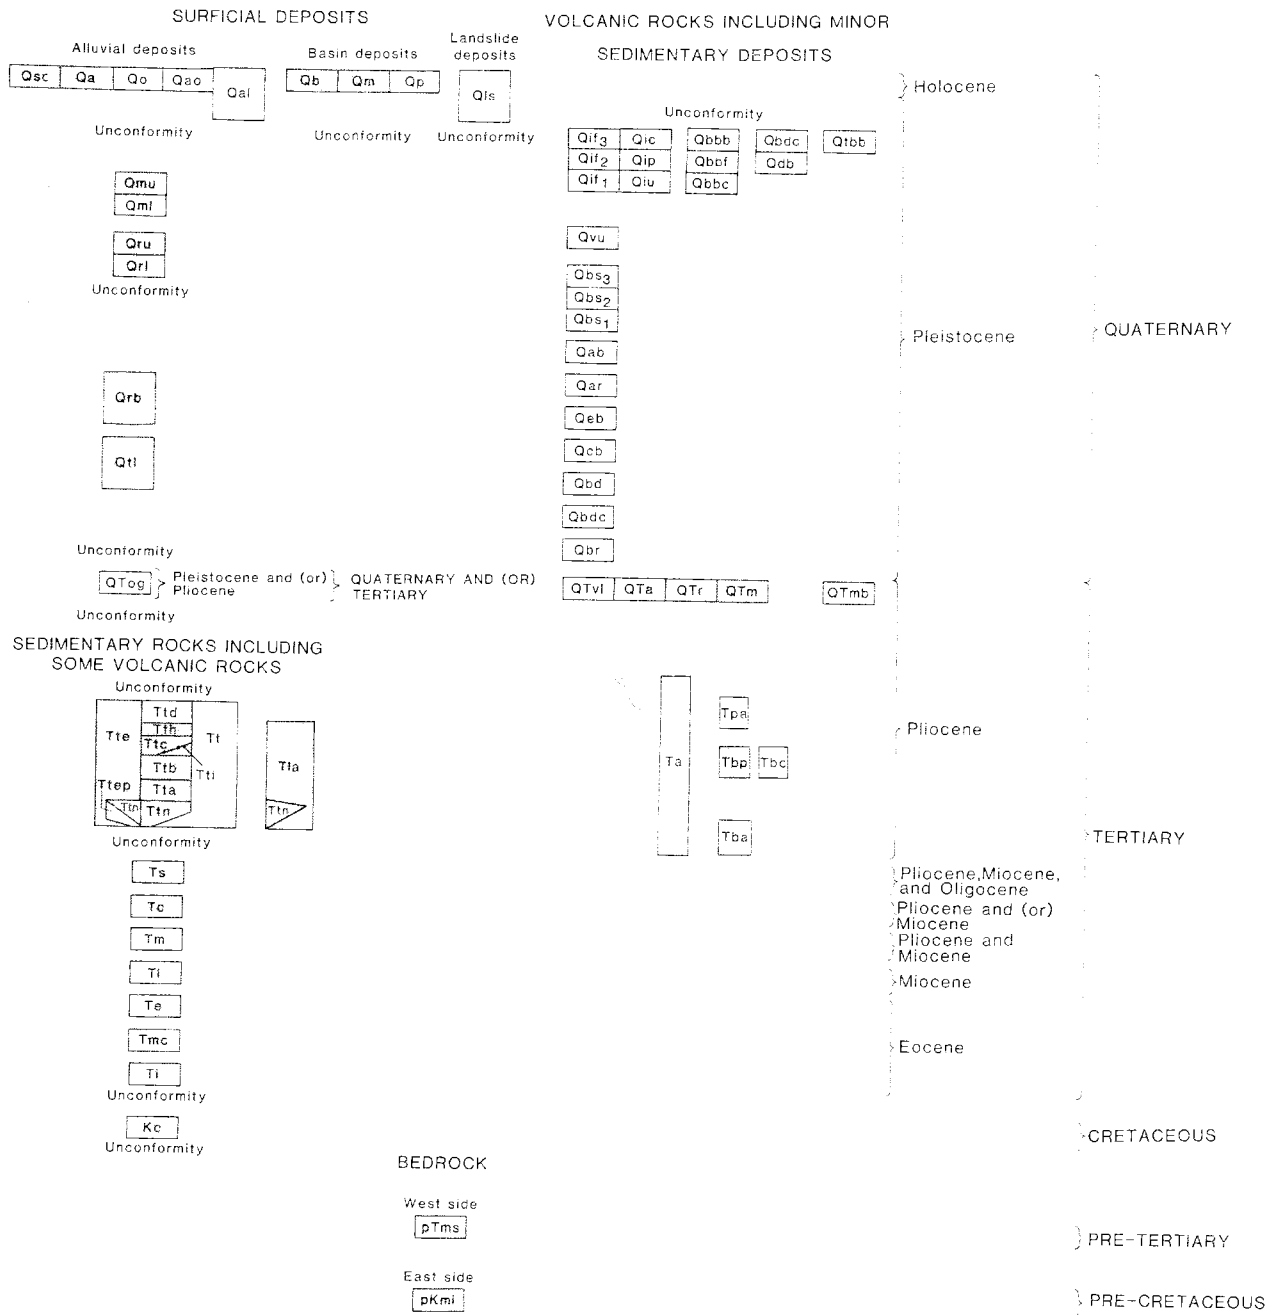 SURFICIAL DEPOSITS
VOLCANIC ROCKS INCLUDING MINOR
SEDIMENTARY DEPOSITS
Alluvial deposits
Basin deposits
Landslide
deposits
Qsc Qa Qo Qao Qal
Qb Qm Qp
Qls
Holocene
Unconformity
Unconformity
Unconformity
Unconformity
Qif3 Qic Qbbb Qbdc Qtbb
Qif2 Qip Qbbf Qdb
Qif1 Qiu Qbbc
Qmu
Qml
Qru
Qrl
Unconformity
Qvu
Qbs3
Qbs2
Qbs1
Pleistocene
QUATERNARY
Qab
Qar
Qrb
Qeb
Qcb
Qtl
Qbd
Qbdc
Unconformity
Qbr
QTog
Pleistocene and (or)
Pliocene
QUATERNARY AND (OR)
TERTIARY
QTvl QTa QTr QTm QTmb
Unconformity
SEDIMENTARY ROCKS INCLUDING
SOME VOLCANIC ROCKS
Unconformity
Tte Ttd Tt
Tth
Ttc
Tti
Ttb
Ttep Tta
Ttn Ttn
Tla
Ttn
Ta
Tpa
Tbp Tbc
Tba
Pliocene
TERTIARY
Unconformity
Ts
Pliocene, Miocene,
and Oligocene
Tc
Pliocene and (or)
Miocene
Tm
Pliocene and
Miocene
Tl
Miocene
Te
Tmc
Eocene
Ti
Unconformity
Kc
CRETACEOUS
Unconformity
BEDROCK
West side
pTms
PRE-TERTIARY
East side
pKmi
PRE-CRETACEOUS